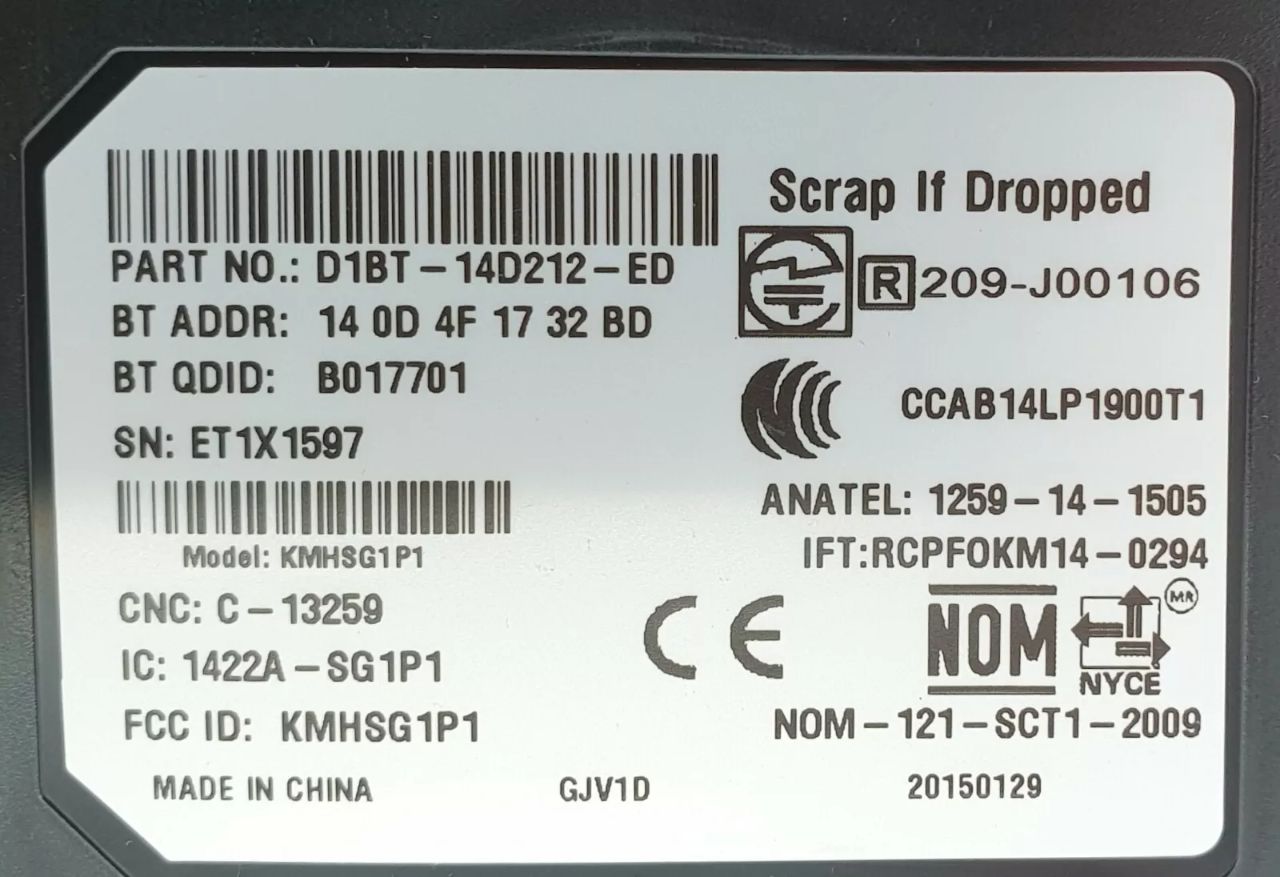 Scrap If Dropped
PART NO.: D1BT-14D212-ED
R 209-J00106
BT ADDR: 14 0D 4F 17 32 BD
BT QDID: B017701
CCAB14LP1900T1
SN: ET1X1597
ANATEL: 1259-14-1505
Model: KMHSG1P1
IFT:RCPFOKM14-0294
CNC: C-13259
CE
NOM
MR
NYCE
IC: 1422A-SG1P1
FCC ID: KMHSG1P1
NOM-121-SCT1-2009
MADE IN CHINA
GJV1D
20150129